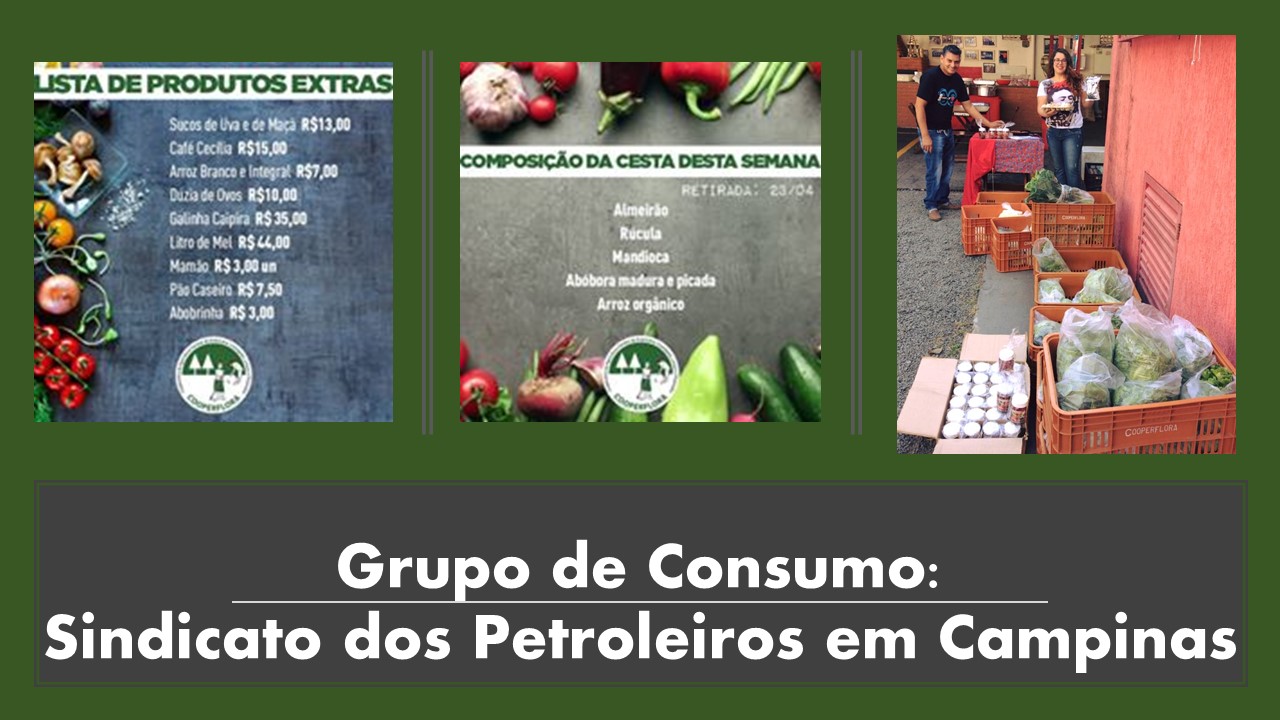 LISTA DE PRODUTOS EXTRAS
Sucos de Uva e de Maçã R$13,00
Café Cecília R$15,00
Arroz Branco e Integral R$7,00
Dúzia de Ovos R$10,00
Galinha Caipira R$ 35,00
Litro de Mel R$ 44,00
Mamão R$ 3,00 un
Pão Caseiro R$ 7,50
Abobrinha R$ 3,00
COOPERFLORA
COMPOSIÇÃO DA CESTA DESTA SEMANA
RETIRADA: 23/04
Almeirão
Rúcula
Mandioca
Abóbora madura e picada
Arroz orgânico
COOPERFLORA
COOPERFLORA
COOPERFLORA
Grupo de Consumo:
Sindicato dos Petroleiros em Campinas